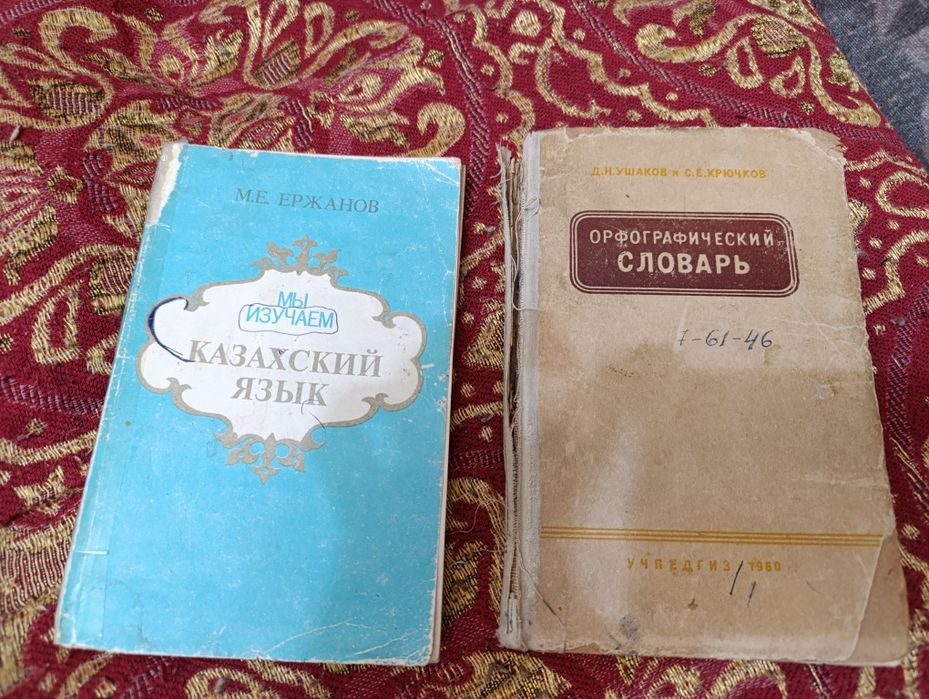 М.Е. ЕРЖАНОВ
МЫ
ИЗУЧАЕМ
КАЗАХСКИЙ
ЯЗЫК
Д.Н.УШАКОВ и С.Е.КРЮЧКОВ
ОРФОГРАФИЧЕСКИЙ
СЛОВАРЬ
7-61-46
УЧПЕДГИЗ 1960